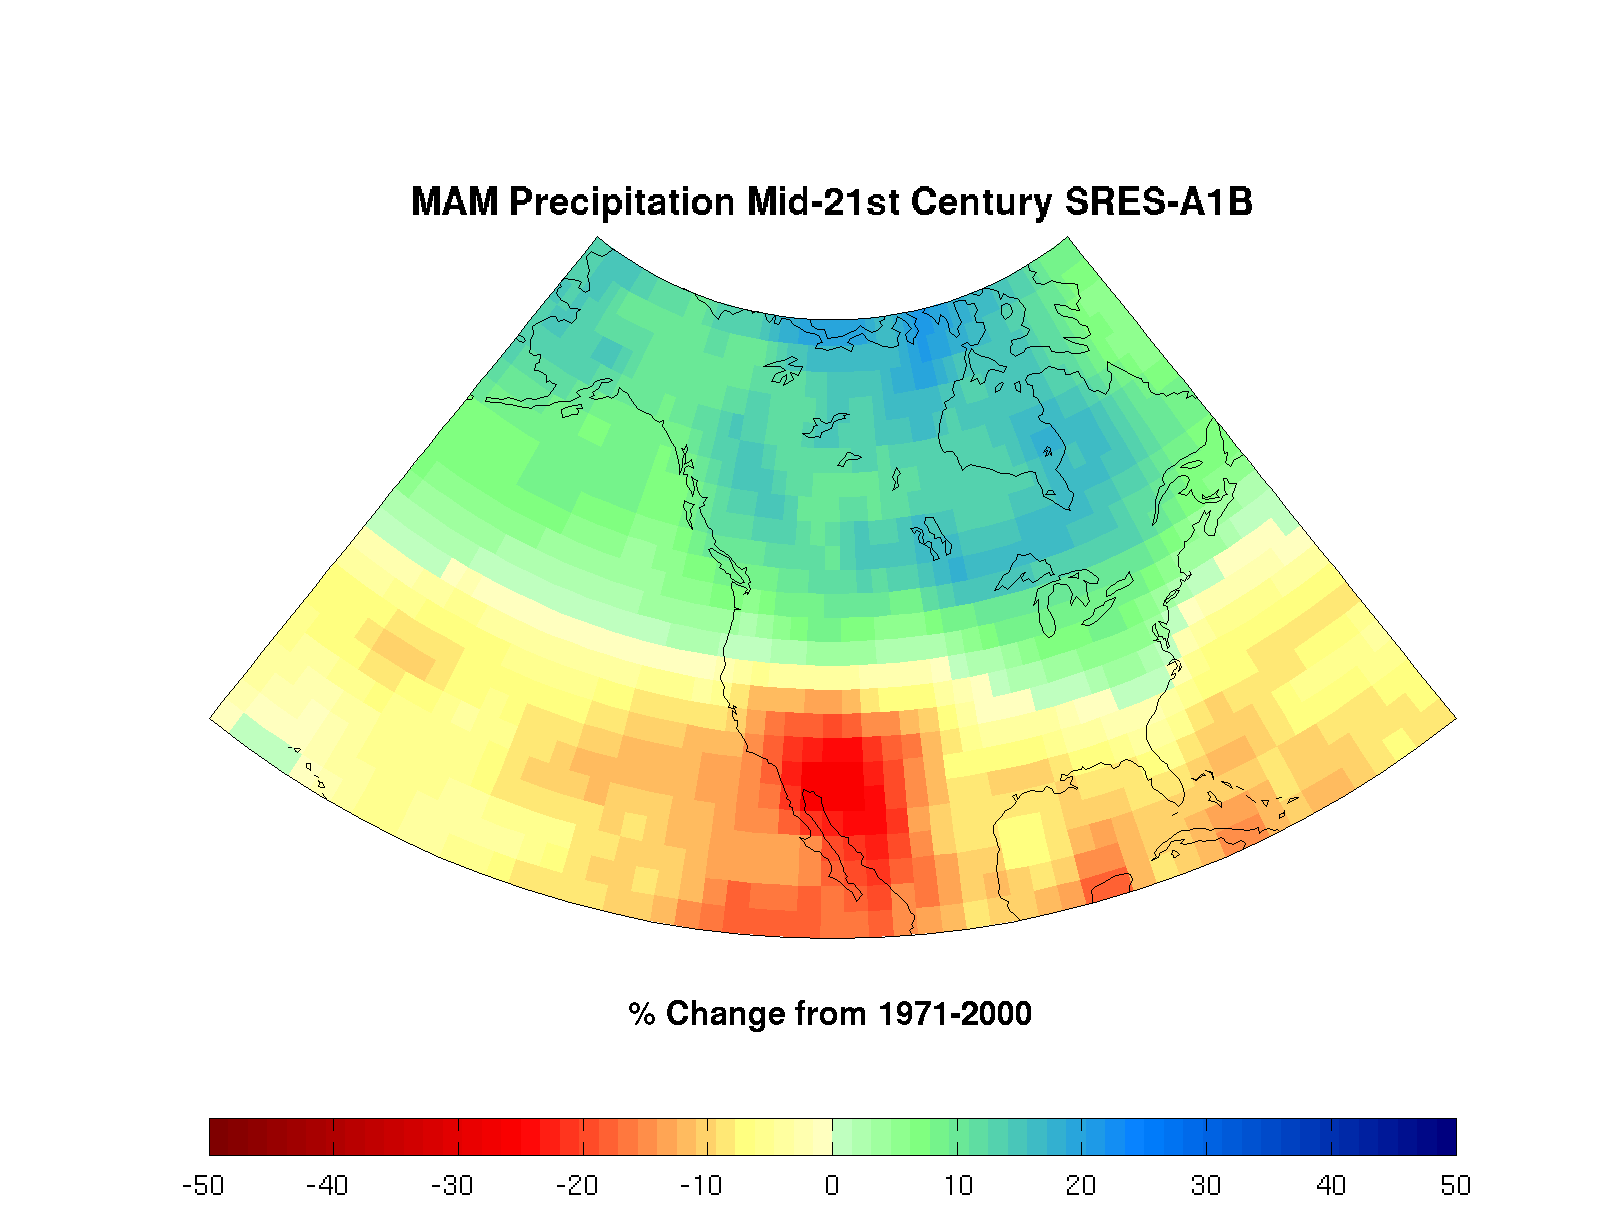 MAM Precipitation Mid-21st Century SRES-A1B
% Change from 1971-2000
-50 -40 -30 -20 -10 0 10 20 30 40 50